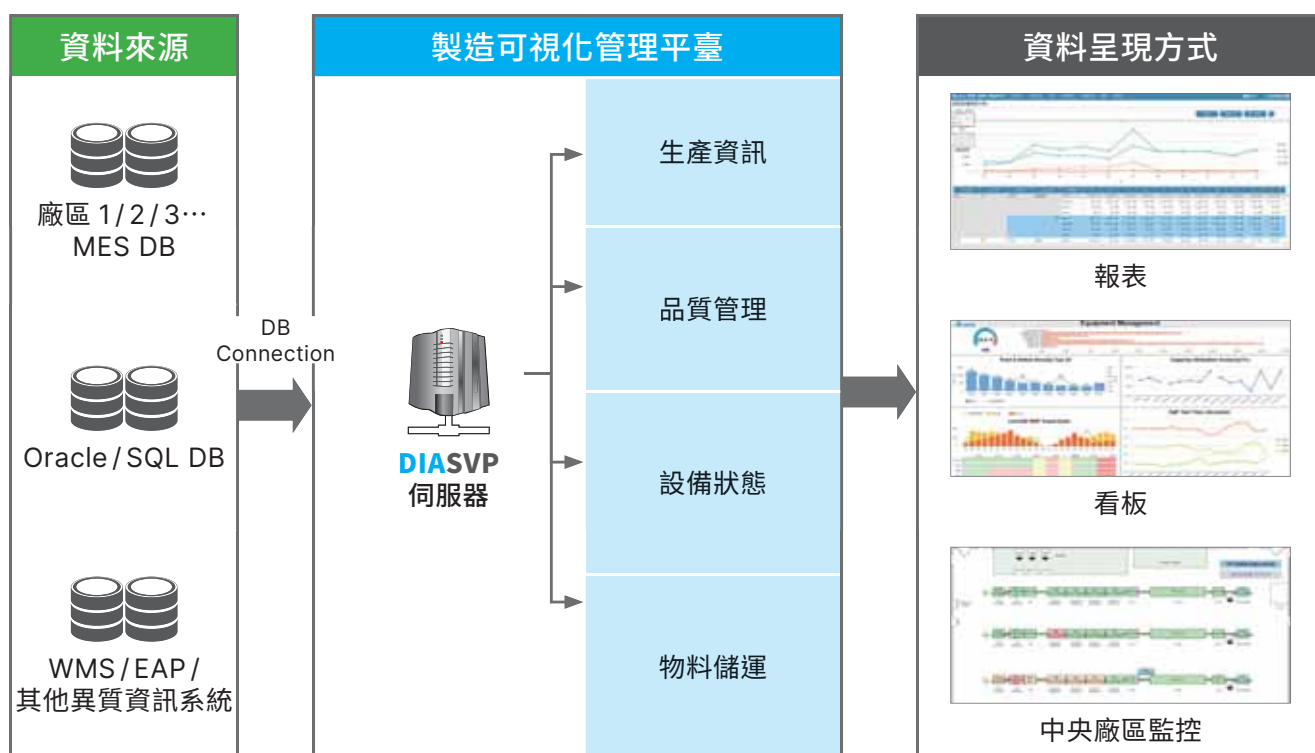 資料來源
廠區 1/2/3…
MES DB
Oracle/SQL DB
WMS/EAP/
其他異質資訊系統
DB
Connection
製造可視化管理平臺
DIASVP
伺服器
生產資訊
品質管理
設備狀態
物料儲運
資料呈現方式
報表
Equipment Management
看板
中央廠區監控